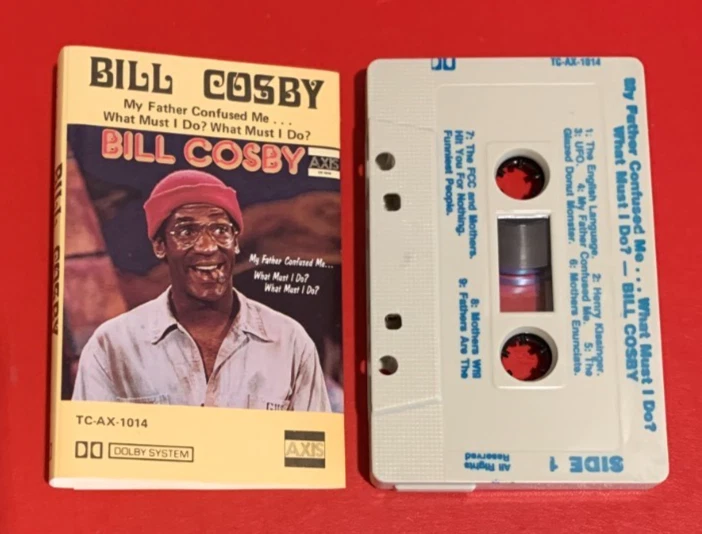 BILL COSBY
My Father Confused Me . . .
What Must I Do? What Must I Do?
BILL COSBY
AXIS
My Father Confused Me...
What Must I Do?
What Must I Do?
TC-AX-1014
DOLBY SYSTEM
AXIS
BILL COSBY
TC-AX-1014
My Father Confused Me . . . What Must I Do?
What Must I Do? — BILL COSBY
1: The English Language. 2: Henry Kissinger.
3: UFO. 4: My Father Confused Me. 5: The
Glazed Donut Monster. 6: Mothers Enunciate.
7: The FCC and Mothers. 8: Mothers Will
Hit You For Nothing. 9: Fathers Are The
Funniest People.
All Rights
Reserved
SIDE